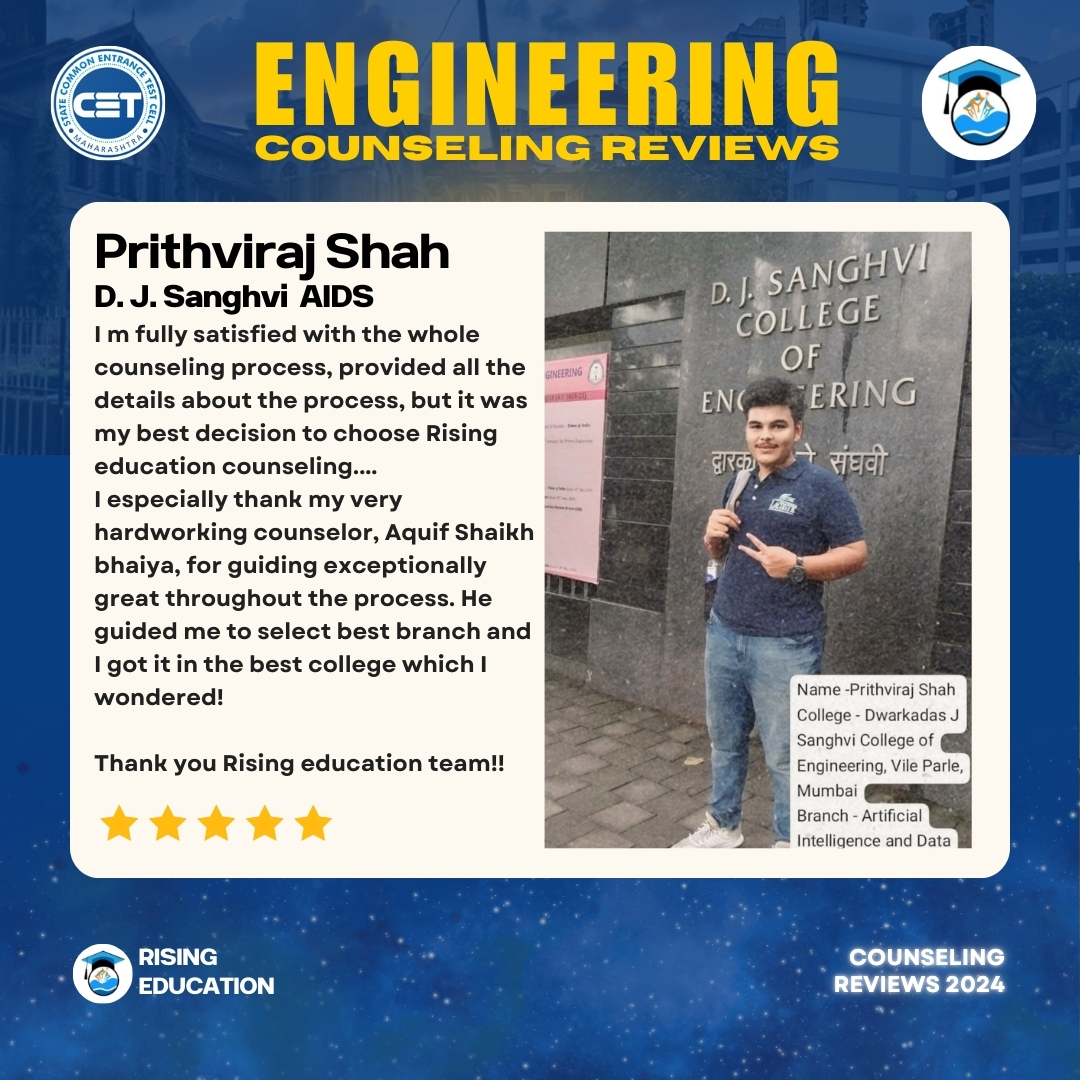 STATE COMMON ENTRANCE TEST CELL
CET
MAHARASHTRA
ENGINEERING
COUNSELING REVIEWS
Prithviraj Shah
D. J. Sanghvi AIDS
I m fully satisfied with the whole
counseling process, provided all the
details about the process, but it was
my best decision to choose Rising
education counseling....
I especially thank my very
hardworking counselor, Aquif Shaikh
bhaiya, for guiding exceptionally
great throughout the process. He
guided me to select best branch and
I got it in the best college which I
wondered!
Thank you Rising education team!!
D. J. SANGHVI
COLLEGE
OF
ENG ERING
संघवी
GINEERING
Name -Prithviraj Shah
College - Dwarkadas J
Sanghvi College of
Engineering, Vile Parle,
Mumbai
Branch - Artificial
Intelligence and Data
RISING
EDUCATION
COUNSELING
REVIEWS 2024